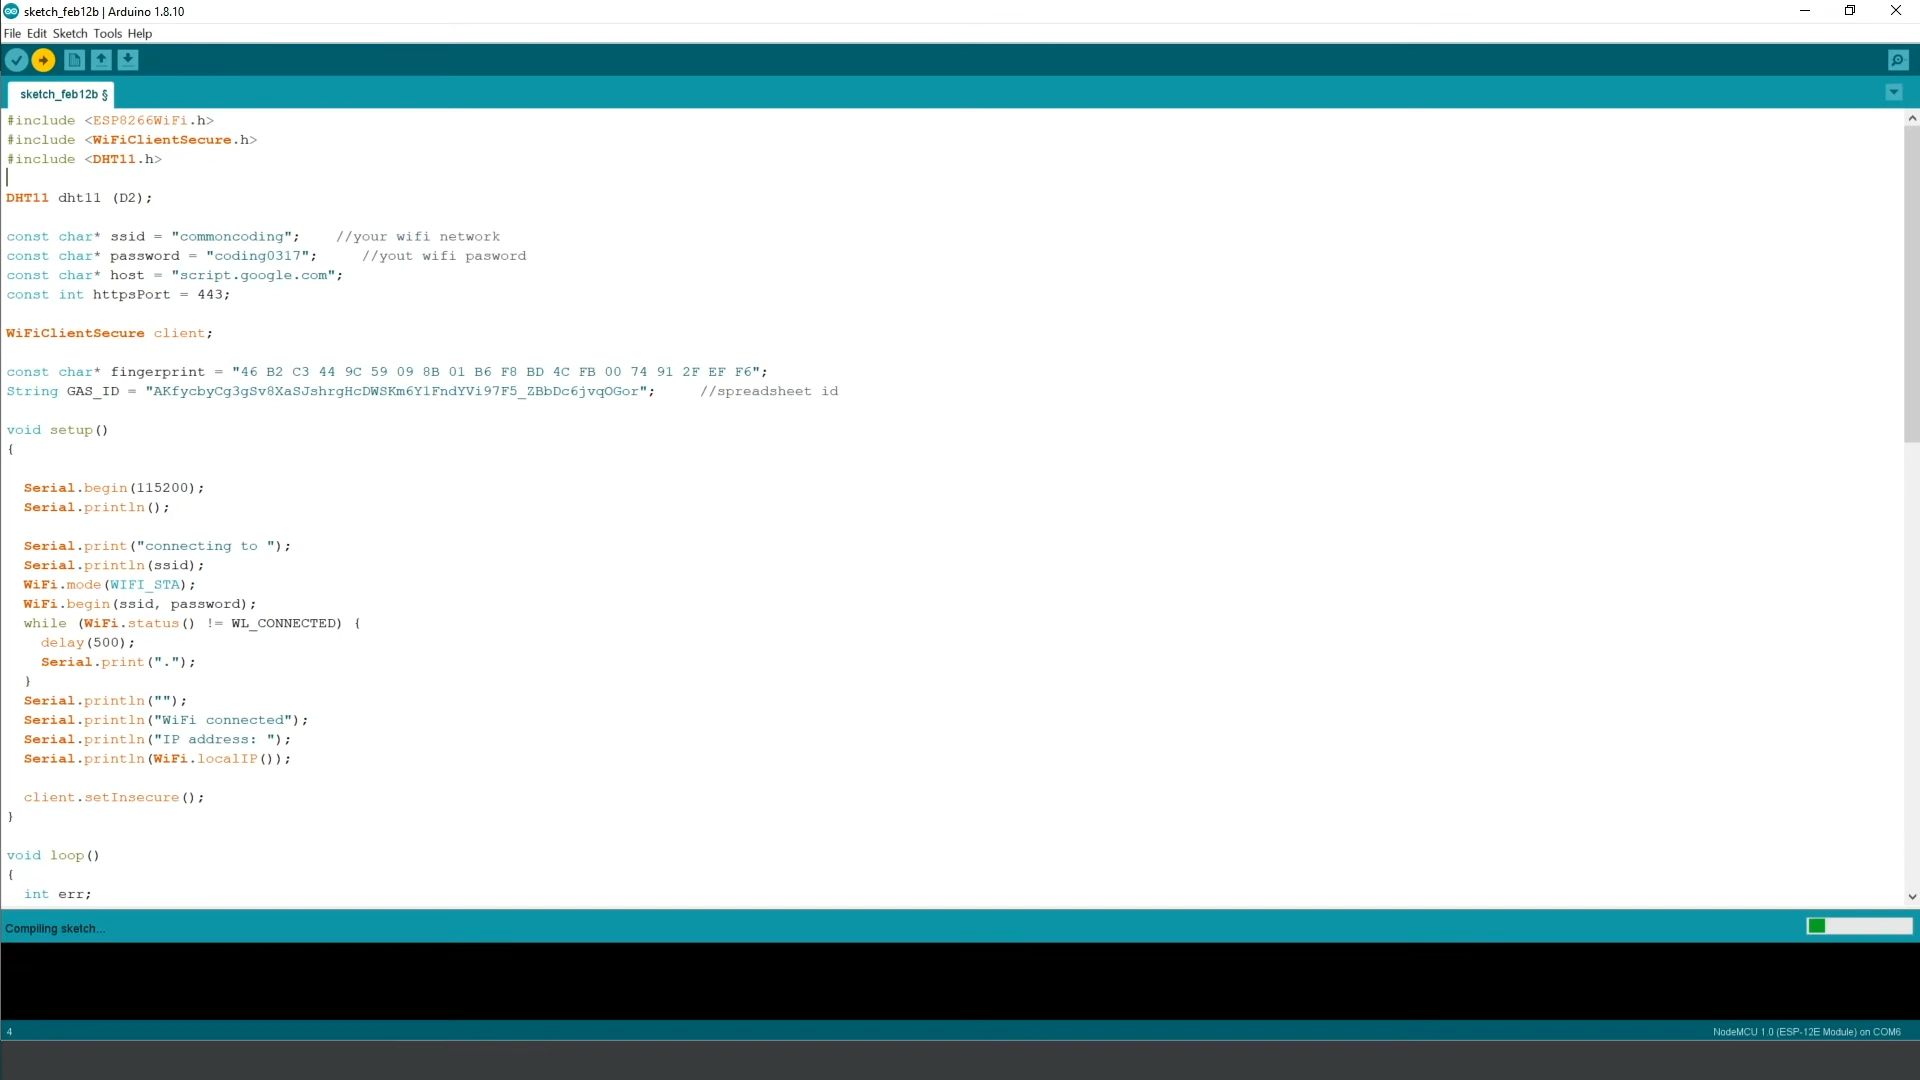 sketch_feb12b | Arduino 1.8.10
File Edit Sketch Tools Help
sketch_feb12b §
#include <ESP8266WiFi.h>
#include <WiFiClientSecure.h>
#include <DHT11.h>
DHT11 dht11 (D2);
const char* ssid = "commoncoding";    //your wifi network
const char* password = "coding0317";     //yout wifi pasword
const char* host = "script.google.com";
const int httpsPort = 443;
WiFiClientSecure client;
const char* fingerprint = "46 B2 C3 44 9C 59 09 8B 01 B6 F8 BD 4C FB 00 74 91 2F EF F6";
String GAS_ID = "AKfycbyCg3gSv8XaSJshrgHcDWSKm6Y1FndYVi97F5_ZBbDc6jvqOGor";     //spreadsheet id
void setup()
{
Serial.begin(115200);
Serial.println();
Serial.print("connecting to ");
Serial.println(ssid);
WiFi.mode(WIFI_STA);
WiFi.begin(ssid, password);
while (WiFi.status() != WL_CONNECTED) {
delay(500);
Serial.print(".");
}
Serial.println("");
Serial.println("WiFi connected");
Serial.println("IP address: ");
Serial.println(WiFi.localIP());
client.setInsecure();
}
void loop()
{
int err;
Compiling sketch...
4
NodeMCU 1.0 (ESP-12E Module) on COM6